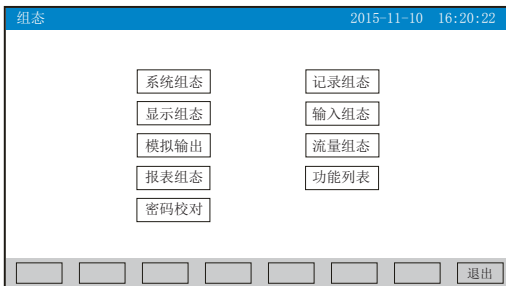 组态 2015-11-10 16:20:22
系统组态 记录组态
显示组态 输入组态
模拟输出 流量组态
报表组态 功能列表
密码校对
退出